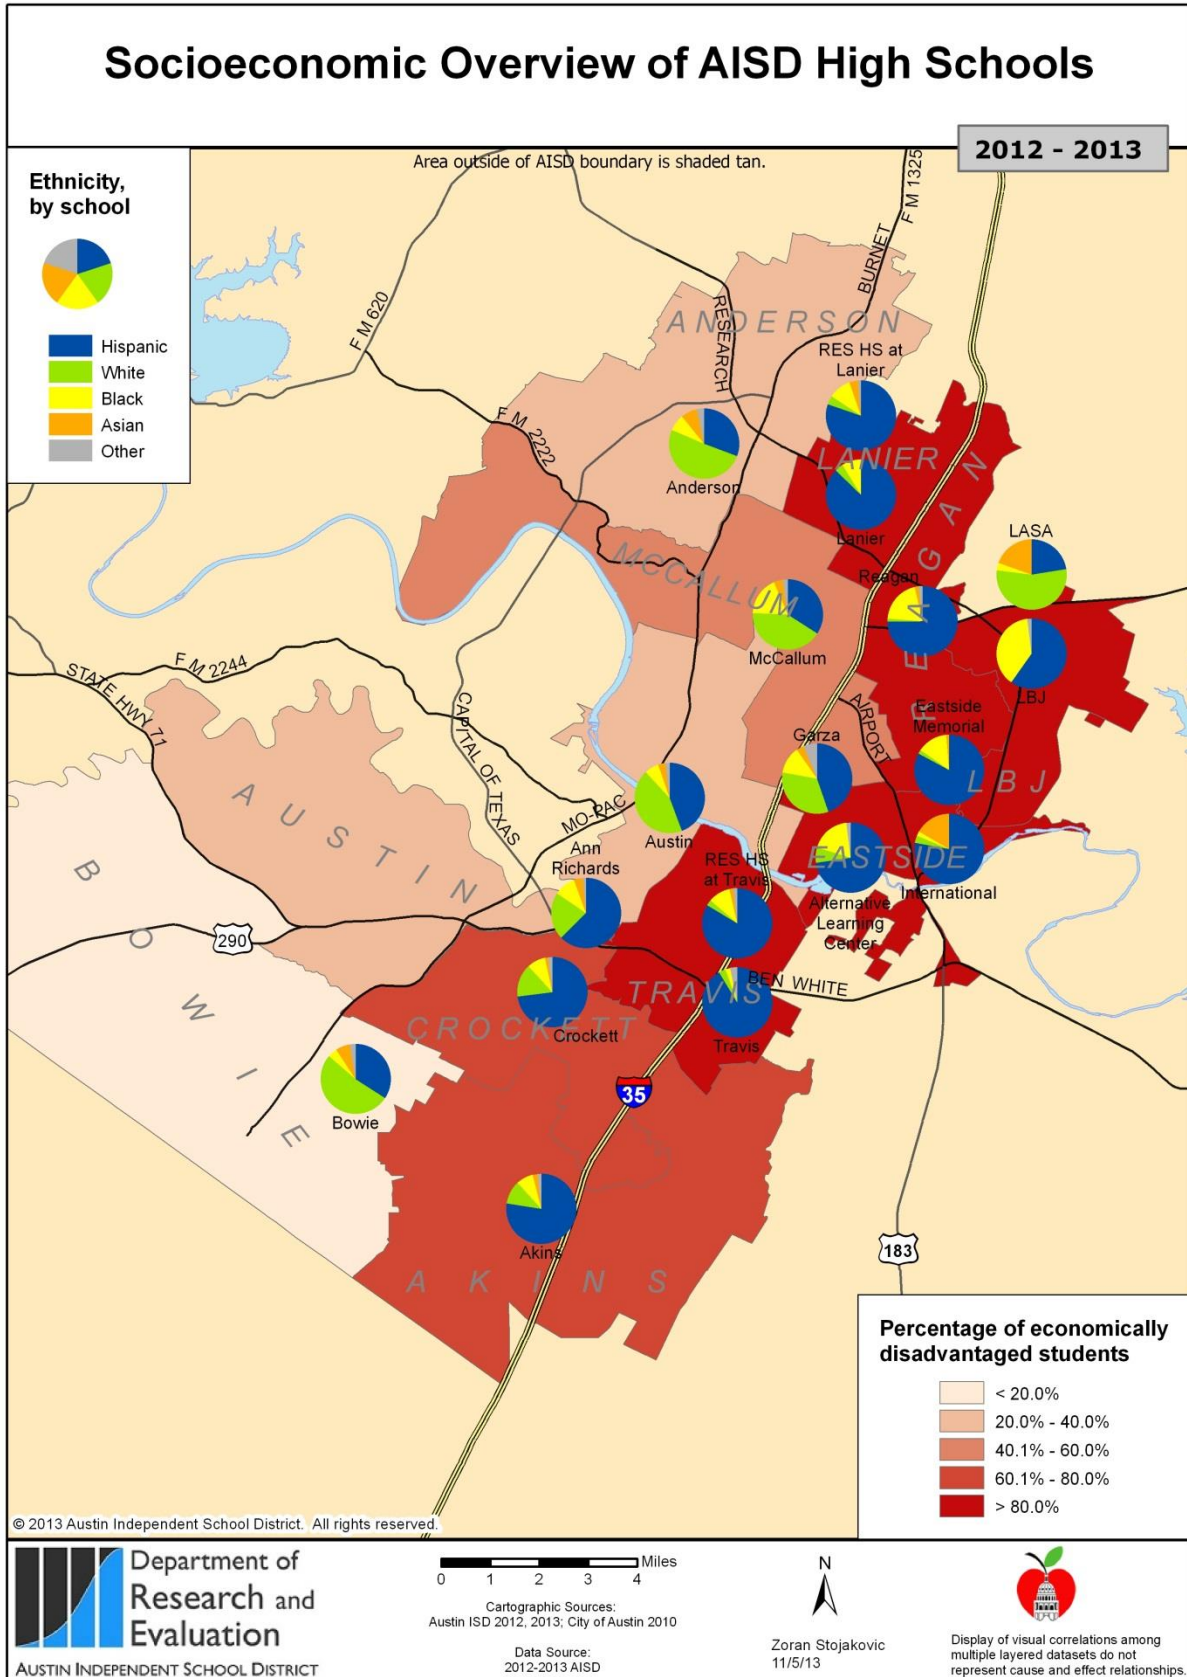 Socioeconomic Overview of AISD High Schools
2012 - 2013
Area outside of AISD boundary is shaded tan.
Ethnicity,
by school
Hispanic
White
Black
Asian
Other
F M 1325
BURNET
RESEARCH
F M 620
F M 2222
ANDERSON
RES HS at
Lanier
Anderson
LANIER
Lanier
REAGAN
Reagan
LASA
MCCALLUM
McCallum
LBJ
F M 2244
STATE HWY 71
CAPITAL OF TEXAS
AIRPORT
Eastside
Memorial
Garza
LBJ
AUSTIN
MO-PAC
Austin
Ann
Richards
RES HS
at Travis
EASTSIDE
International
Alternative
Learning
Center
BOWIE
290
BEN WHITE
TRAVIS
Travis
CROCKETT
Crockett
35
Bowie
Akins
AKINS
183
Percentage of economically
disadvantaged students
< 20.0%
20.0% - 40.0%
40.1% - 60.0%
60.1% - 80.0%
> 80.0%
© 2013 Austin Independent School District. All rights reserved.
Department of
Research and
Evaluation
AUSTIN INDEPENDENT SCHOOL DISTRICT
Miles
0 1 2 3 4
Cartographic Sources:
Austin ISD 2012, 2013; City of Austin 2010
Data Source:
2012-2013 AISD
N
Zoran Stojakovic
11/5/13
Display of visual correlations among
multiple layered datasets do not
represent cause and effect relationships.